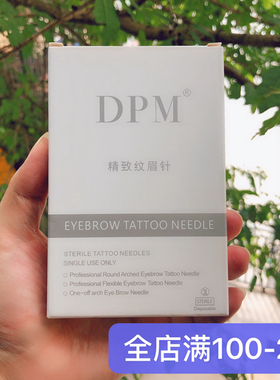 DPM®
精致纹眉针
EYEBROW TATTOO NEEDLE
STERILE TATTOO NEEDLES
SINGLE USE ONLY
Professional Round Arched Eyebrow Tattoo Needle
Professional Flexible Eyebrow Tattoo Needle
One-off arch Eye Brow Needle
STERILE
Disposable
全店满100-2